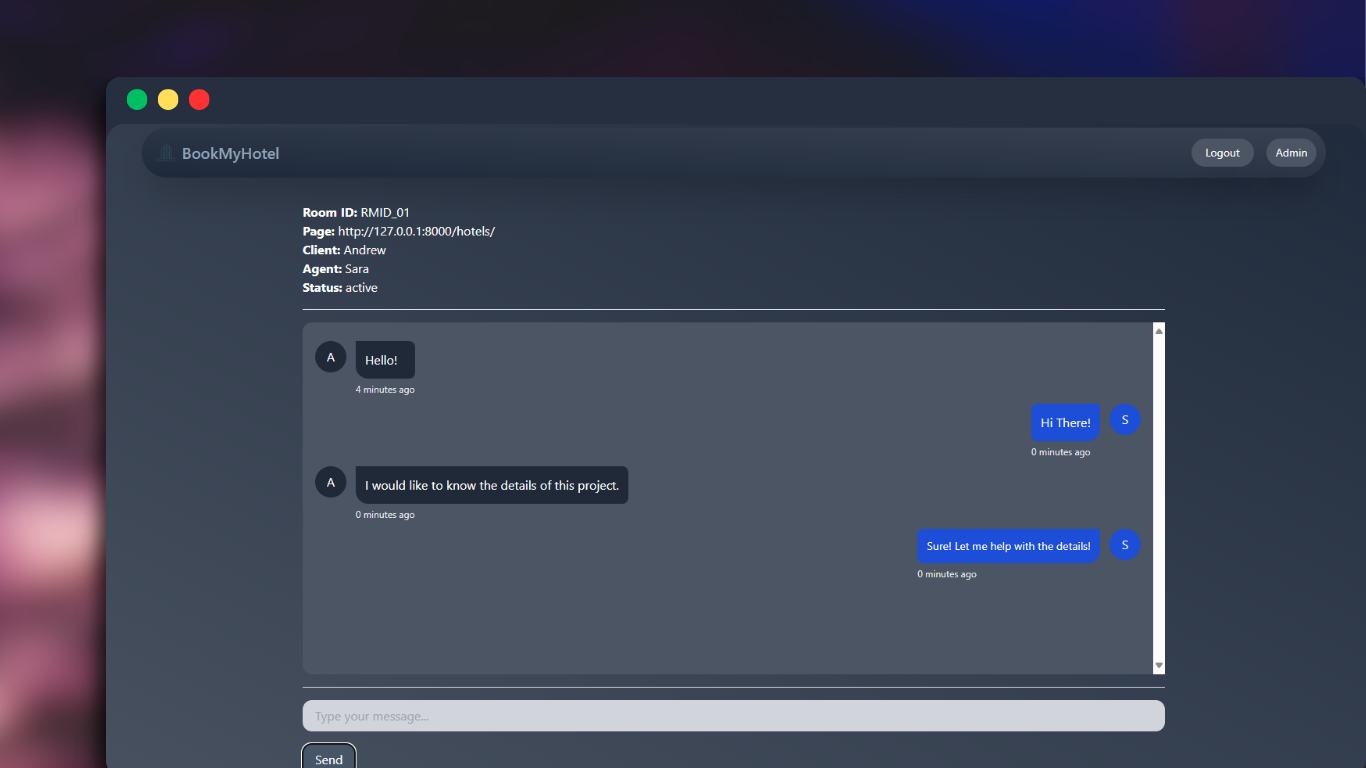 BookMyHotel
Logout
Admin
Room ID: RMID_01
Page: http://127.0.0.1:8000/hotels/
Client: Andrew
Agent: Sara
Status: active
A
Hello!
4 minutes ago
Hi There!
S
0 minutes ago
A
I would like to know the details of this project.
0 minutes ago
Sure! Let me help with the details!
S
0 minutes ago
Type your message...
Send